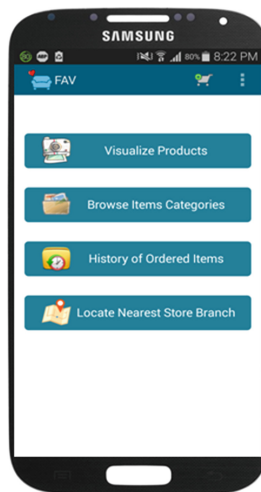 SAMSUNG
80% 8:22 PM
FAV
Visualize Products
Browse Items Categories
History of Ordered Items
Locate Nearest Store Branch